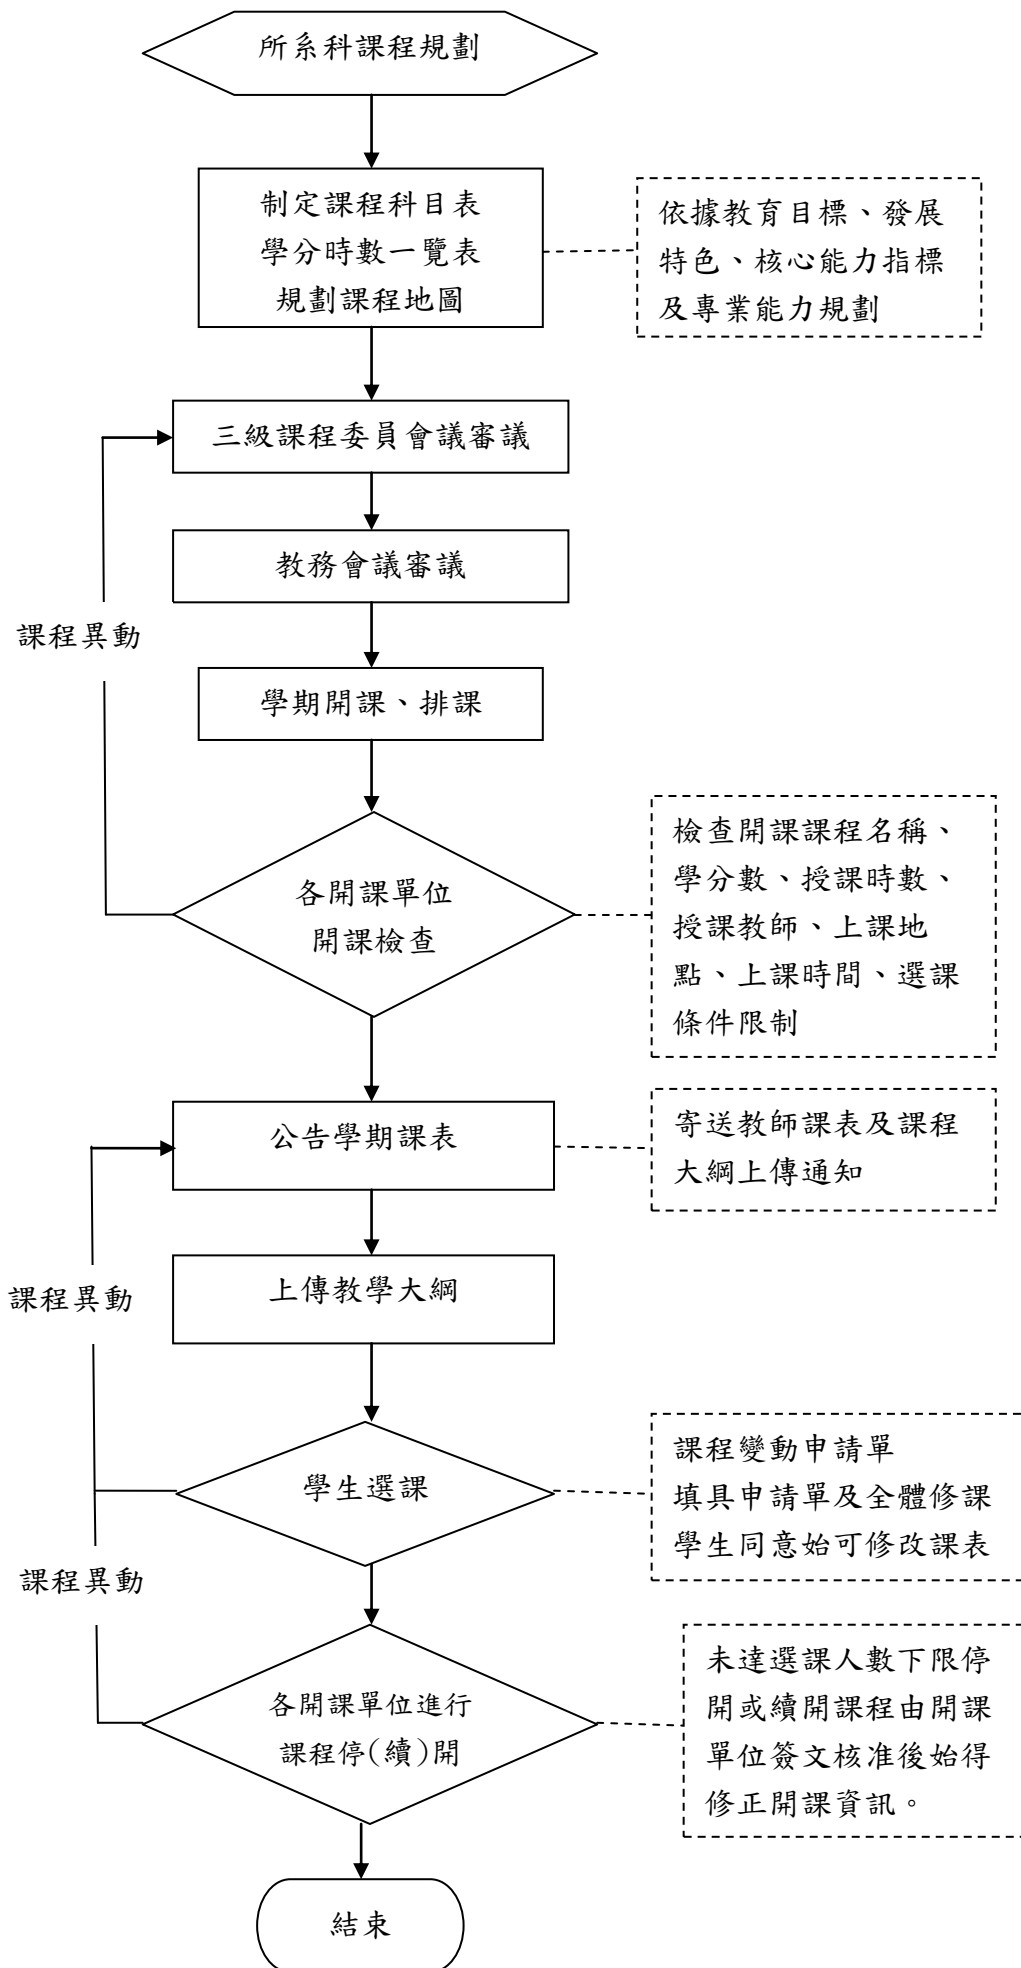 所系科課程規劃
制定課程科目表
學分時數一覽表
規劃課程地圖
依據教育目標、發展
特色、核心能力指標
及專業能力規劃
三級課程委員會議審議
教務會議審議
課程異動
學期開課、排課
各開課單位
開課檢查
檢查開課課程名稱、
學分數、授課時數、
授課教師、上課地
點、上課時間、選課
條件限制
公告學期課表
寄送教師課表及課程
大綱上傳通知
上傳教學大綱
課程異動
學生選課
課程變動申請單
填具申請單及全體修課
學生同意始可修改課表
課程異動
各開課單位進行
課程停(續)開
未達選課人數下限停
開或續開課程由開課
單位簽文核准後始得
修正開課資訊。
結束